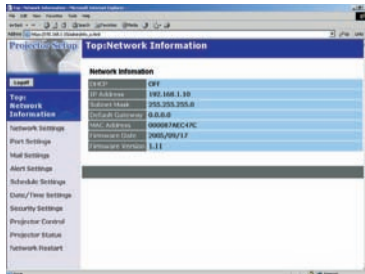 Projector Setup
Top:Network Information
Logoff
Top:
Network
Information
Network Settings
Port Settings
Mail Settings
Alert Settings
Schedule Settings
Date/Time Settings
Security Settings
Projector Control
Projector Status
Network Restart
Network Infomation
DHCP OFF
IP Address 192.168.1.10
Subnet Mask 255.255.255.0
Default Gateway 0.0.0.0
MAC Address 000087AEC47C
Firmware Date 2005/09/17
Firmware Version 1.11